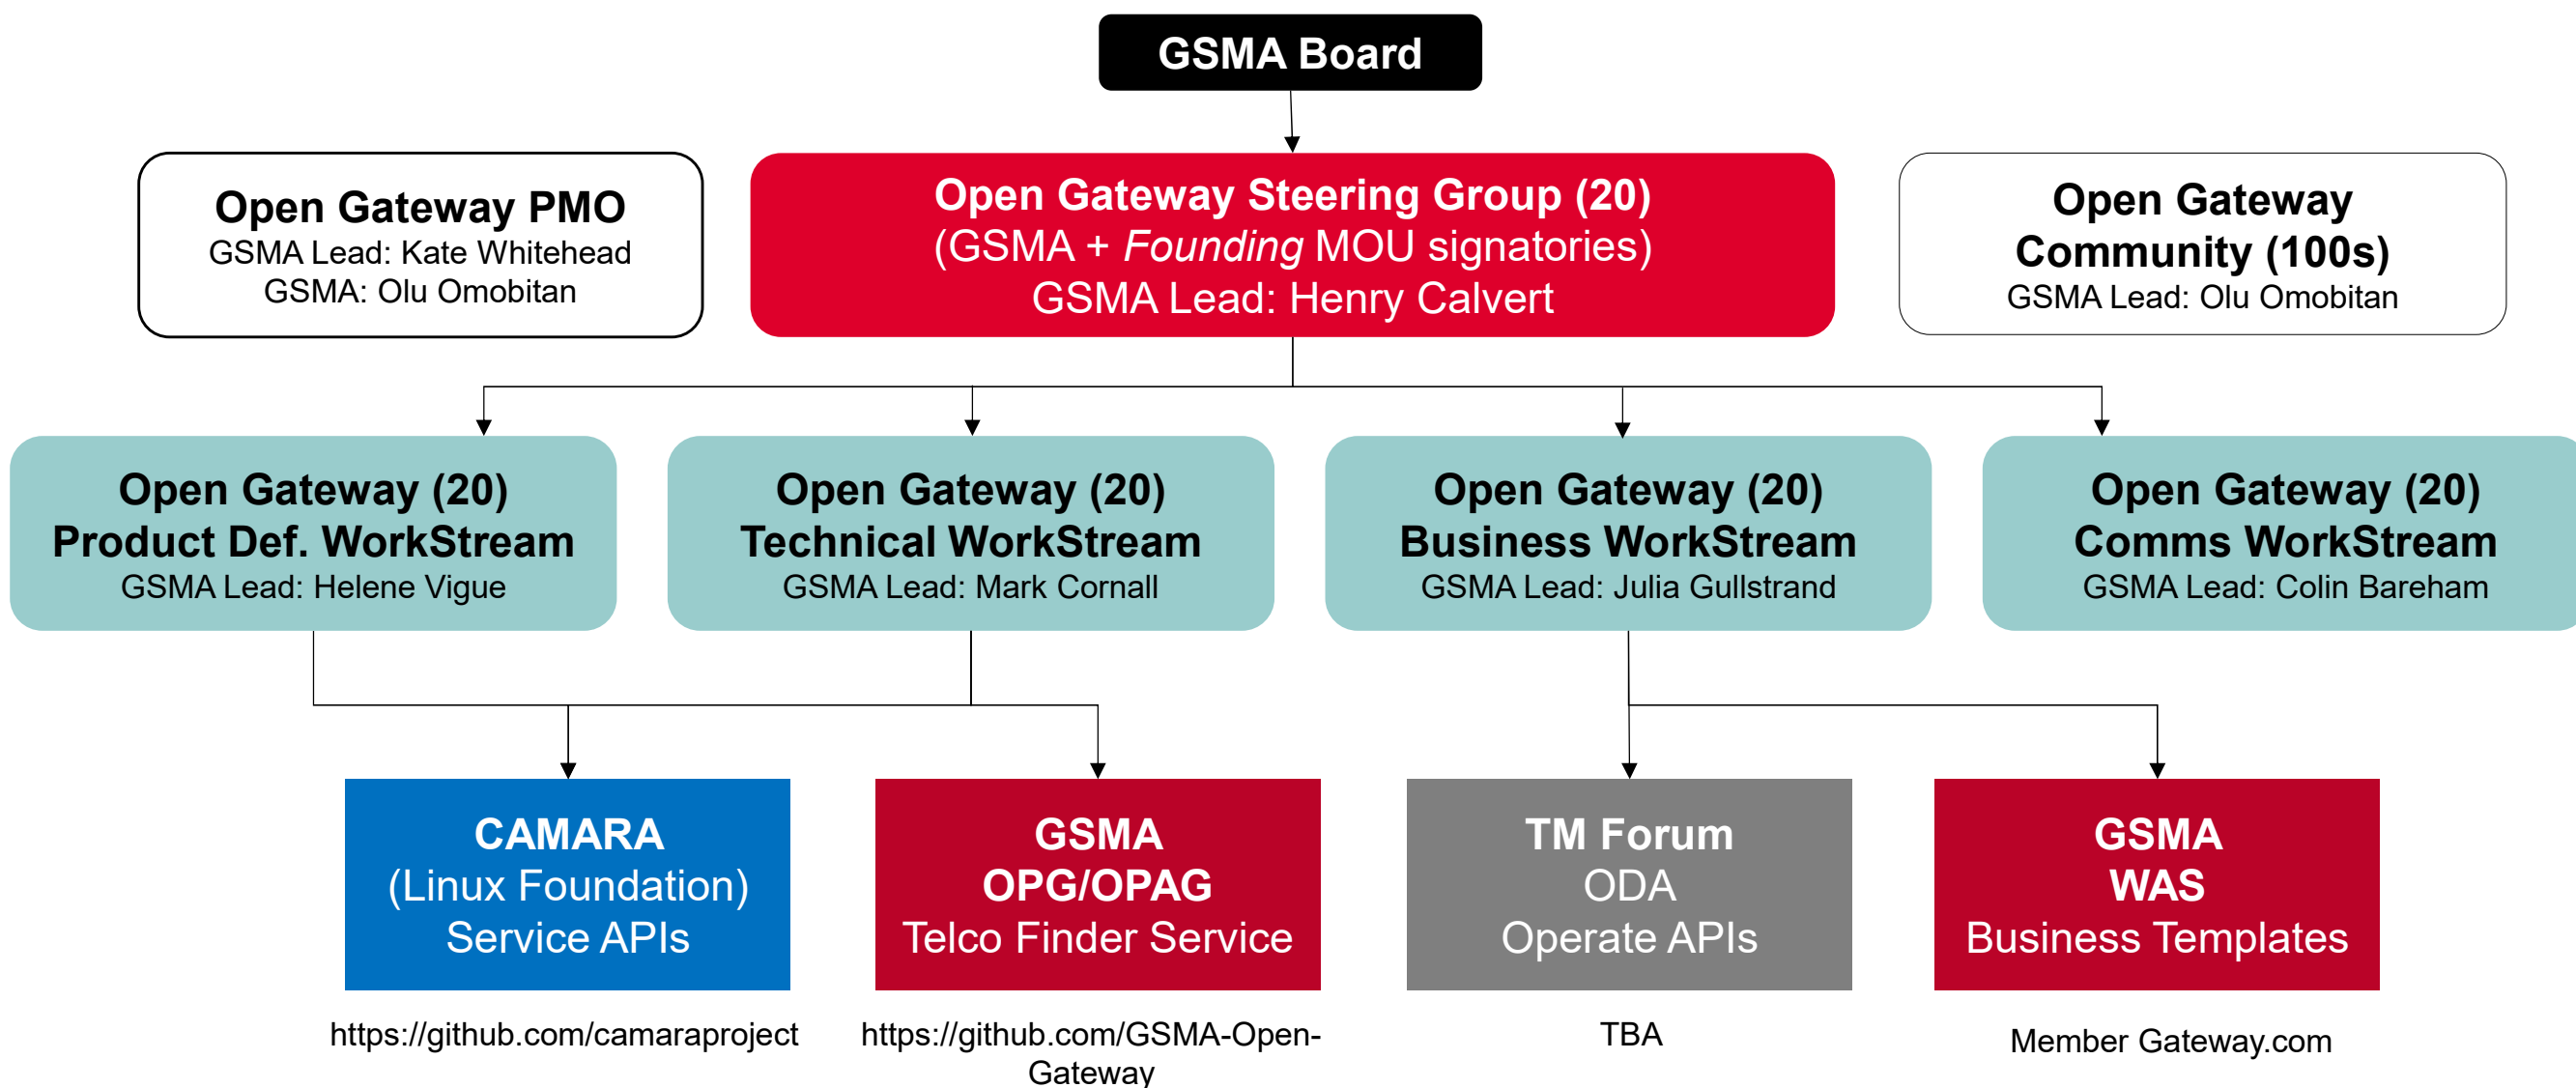 GSMA Board
Open Gateway PMO
GSMA Lead: Kate Whitehead
GSMA: Olu Omobitan
Open Gateway Steering Group (20)
(GSMA + Founding MOU signatories)
GSMA Lead: Henry Calvert
Open Gateway
Community (100s)
GSMA Lead: Olu Omobitan
Open Gateway (20)
Product Def. WorkStream
GSMA Lead: Helene Vigue
Open Gateway (20)
Technical WorkStream
GSMA Lead: Mark Cornall
Open Gateway (20)
Business WorkStream
GSMA Lead: Julia Gullstrand
Open Gateway (20)
Comms WorkStream
GSMA Lead: Colin Bareham
CAMARA
(Linux Foundation)
Service APIs
GSMA
OPG/OPAG
Telco Finder Service
TM Forum
ODA
Operate APIs
GSMA
WAS
Business Templates
https://github.com/camaraproject
https://github.com/GSMA-Open-
Gateway
TBA
Member Gateway.com